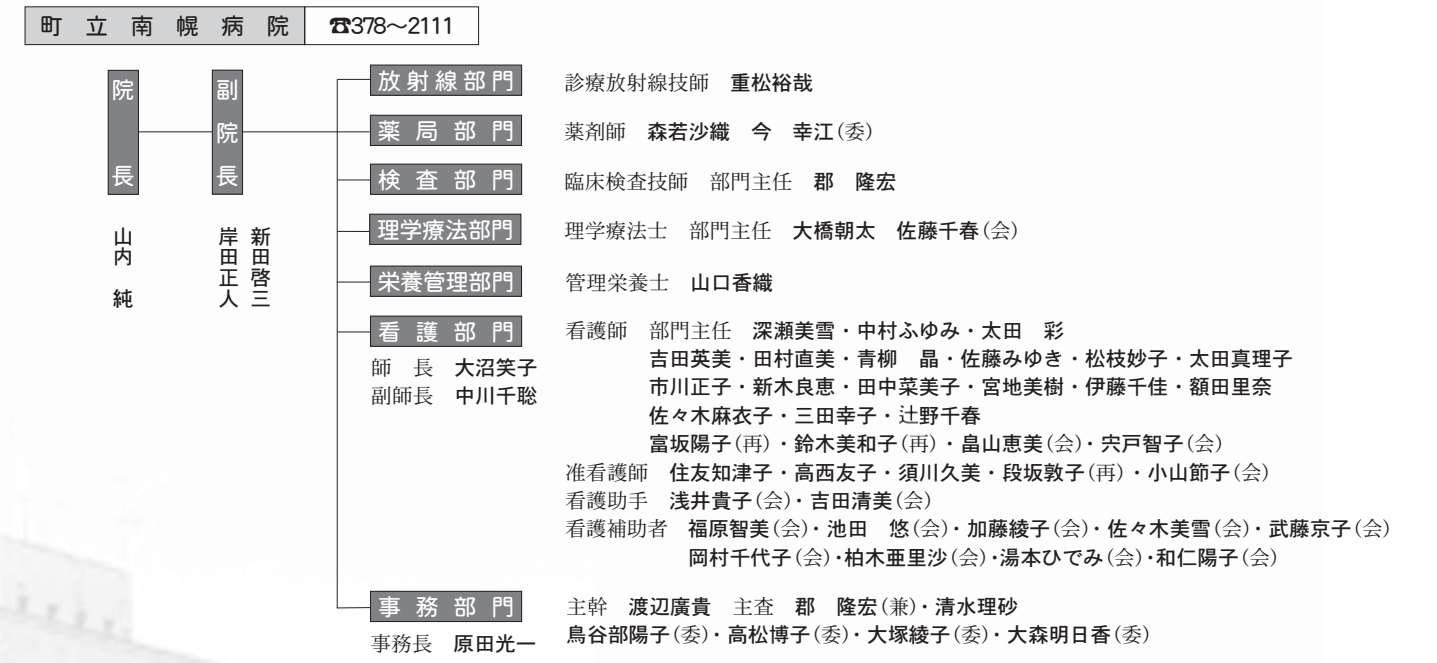 町立南幌病院 ☎378～2111
院長
山内 純
副院長
新田啓三
岸田正人
放射線部門 診療放射線技師 重松裕哉
薬局部門 薬剤師 森若沙織 今 幸江(委)
検査部門 臨床検査技師 部門主任 郡 隆宏
理学療法部門 理学療法士 部門主任 大橋朝太 佐藤千春(会)
栄養管理部門 管理栄養士 山口香織
看護部門
師 長 大沼笑子
副師長 中川千聡
看護師 部門主任 深瀬美雪・中村ふゆみ・太田 彩
吉田英美・田村直美・青柳 晶・佐藤みゆき・松枝妙子・太田真理子
市川正子・新木良恵・田中菜美子・宮地美樹・伊藤千佳・額田里奈
佐々木麻衣子・三田幸子・辻野千春
富坂陽子(再)・鈴木美和子(再)・畠山恵美(会)・宍戸智子(会)
准看護師 住友知津子・高西友子・須川久美・段坂敦子(再)・小山節子(会)
看護助手 浅井貴子(会)・吉田清美(会)
看護補助者 福原智美(会)・池田 悠(会)・加藤綾子(会)・佐々木美雪(会)・武藤京子(会)
岡村千代子(会)・柏木亜里沙(会)・湯本ひでみ(会)・和仁陽子(会)
事務部門
事務長 原田光一
主幹 渡辺廣貴 主査 郡 隆宏(兼)・清水理砂
鳥谷部陽子(委)・高松博子(委)・大塚綾子(委)・大森明日香(委)